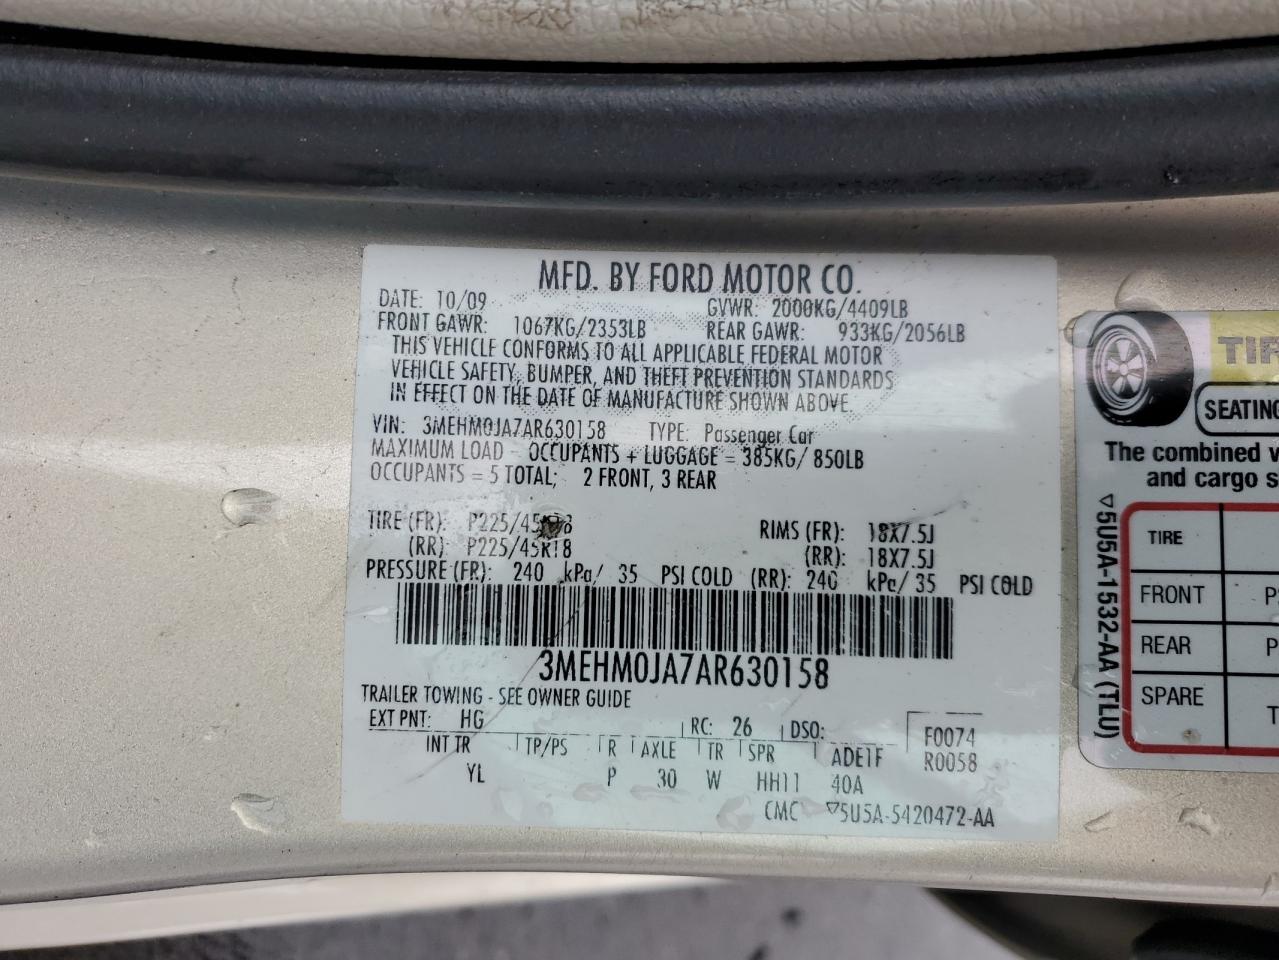 MFD. BY FORD MOTOR CO.
DATE: 10/09 GVWR: 2000KG/4409LB
FRONT GAWR: 1067KG/2353LB REAR GAWR: 933KG/2056LB
THIS VEHICLE CONFORMS TO ALL APPLICABLE FEDERAL MOTOR
VEHICLE SAFETY, BUMPER, AND THEFT PREVENTION STANDARDS
IN EFFECT ON THE DATE OF MANUFACTURE SHOWN ABOVE.
VIN: 3MEHM0JA7AR630158 TYPE: Passenger Car
MAXIMUM LOAD - OCCUPANTS + LUGGAGE = 385KG/ 850LB
OCCUPANTS = 5 TOTAL; 2 FRONT, 3 REAR
TIRE (FR): RIMS (FR): 18X7.5J
(RR): P225/45R18 (RR): 18X7.5J
PRESSURE (FR): 240 kPa/ 35 PSI COLD (RR): 240 kPa/ 35 PSI COLD
3MEHM0JA7AR630158
TRAILER TOWING - SEE OWNER GUIDE
EXT PNT: HG RC: 26 DSO: F0074
INT TR TP/PS R AXLE TR SPR ADE1F R0058
YL P 30 W HH11 40A
CMC ▽5U5A-5420472-AA
TIR
SEATING
The combined w
and cargo s
TIRE
FRONT P
REAR P
SPARE T
▽5U5A-1532-AA (TLU)